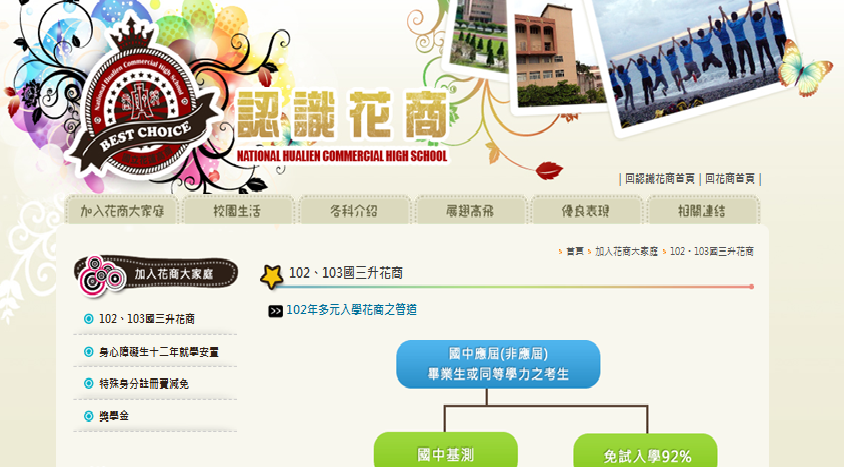 National Hualien Commercial High School
BEST CHOICE
認識花商
NATIONAL HUALIEN COMMERCIAL HIGH SCHOOL
| 回認識花商首頁 | 回花商首頁 |
加入花商大家庭
校園生活
各科介紹
展翅高飛
優良表現
相關連結
首頁 加入花商大家庭 102、103國三升花商
加入花商大家庭
102、103國三升花商
身心障礙生十二年就學安置
特殊身分註冊費減免
獎學金
102、103國三升花商
102年多元入學花商之管道
國中應屆(非應屆)
畢業生或同等學力之考生
國中基測
免試入學92%